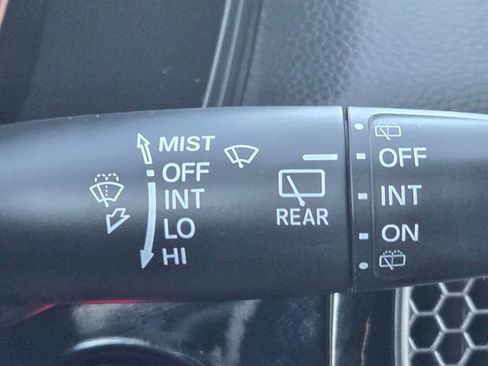 MIST
OFF
INT
LO
HI
REAR
OFF
INT
ON